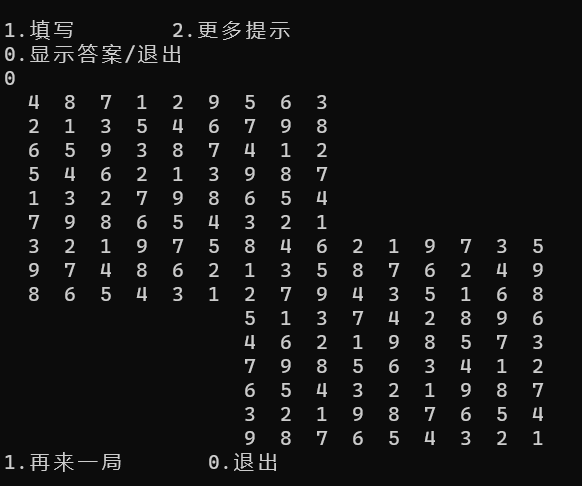 1.填写 2.更多提示
0.显示答案/退出
0
4 8 7 1 2 9 5 6 3
2 1 3 5 4 6 7 9 8
6 5 9 3 8 7 4 1 2
5 4 6 2 1 3 9 8 7
1 3 2 7 9 8 6 5 4
7 9 8 6 5 4 3 2 1
3 2 1 9 7 5 8 4 6 2 1 9 7 3 5
9 7 4 8 6 2 1 3 5 8 7 6 2 4 9
8 6 5 4 3 1 2 7 9 4 3 5 1 6 8
5 1 3 7 4 2 8 9 6
4 6 2 1 9 8 5 7 3
7 9 8 5 6 3 4 1 2
6 5 4 3 2 1 9 8 7
3 2 1 9 8 7 6 5 4
9 8 7 6 5 4 3 2 1
1.再来一局 0.退出